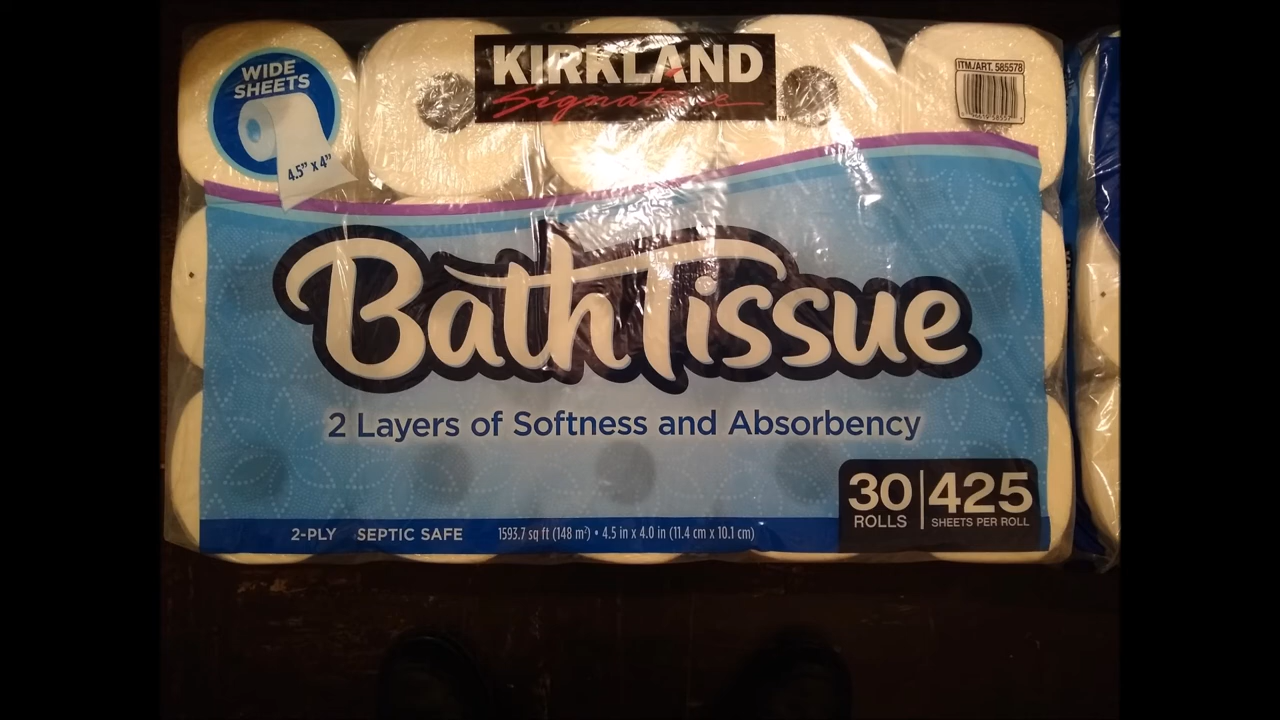 WIDE
SHEETS
4.5" x 4"
KIRKLAND
Signature
ITM./ART. 585578
BathTissue
2 Layers of Softness and Absorbency
30 ROLLS
425 SHEETS PER ROLL
2-PLY SEPTIC SAFE 1593.7 sq ft (148 m²) • 4.5 in x 4.0 in (11.4 cm x 10.1 cm)